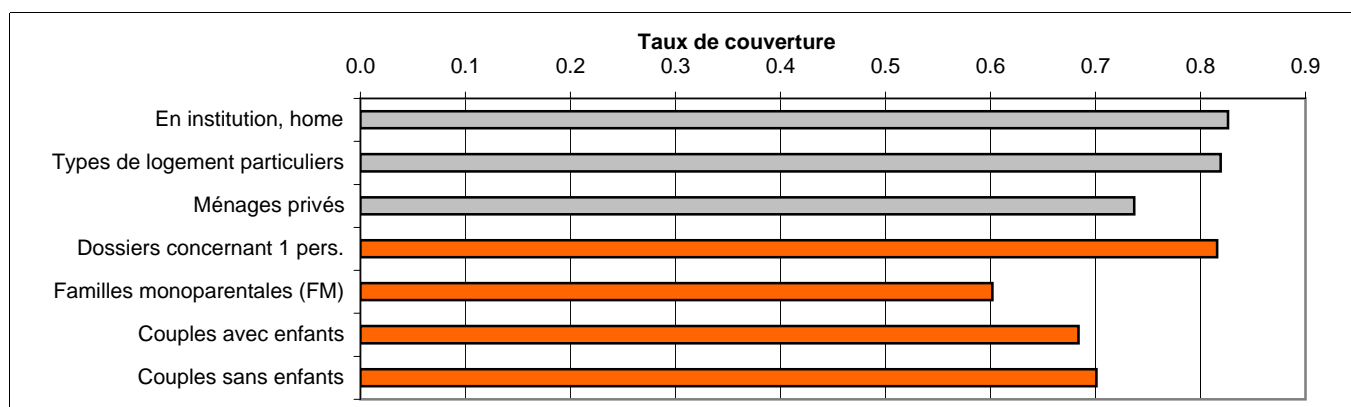 Taux de couverture
0.0 0.1 0.2 0.3 0.4 0.5 0.6 0.7 0.8 0.9
En institution, home
Types de logement particuliers
Ménages privés
Dossiers concernant 1 pers.
Familles monoparentales (FM)
Couples avec enfants
Couples sans enfants